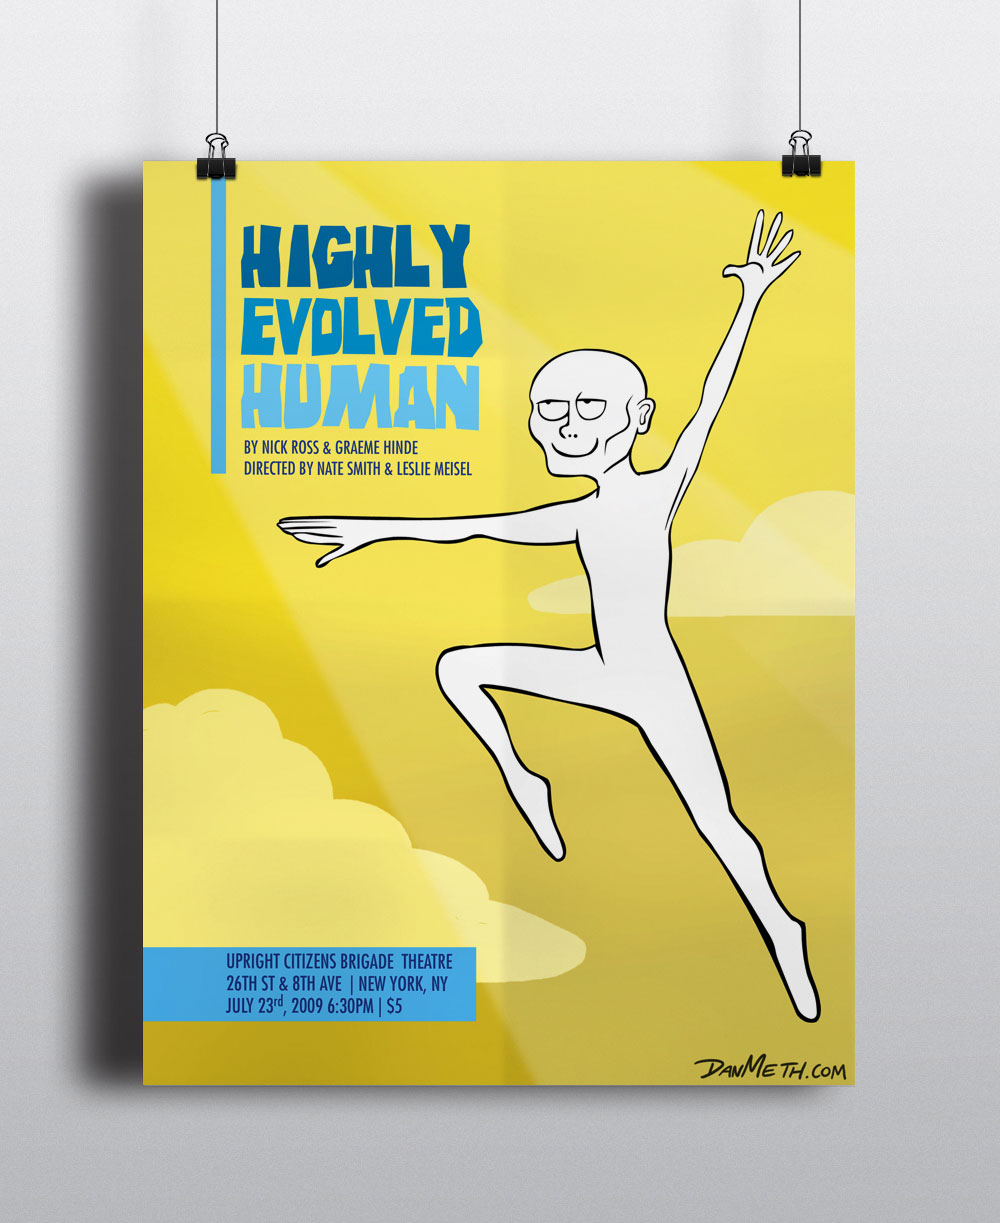 HIGHLY
EVOLVED
HUMAN
BY NICK ROSS & GRAEME HINDE
DIRECTED BY NATE SMITH & LESLIE MEISEL
UPRIGHT CITIZENS BRIGADE THEATRE
26TH ST & 8TH AVE | NEW YORK, NY
JULY 23rd, 2009 6:30PM | $5
DANMETH.COM